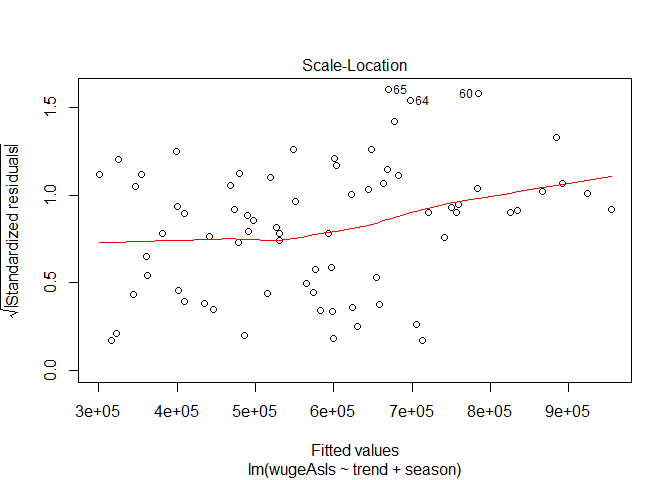 Scale-Location
√|Standardized residuals|
1.5
1.0
0.5
0.0
65
64
60
3e+05 4e+05 5e+05 6e+05 7e+05 8e+05 9e+05
Fitted values
lm(wugeAsIs ~ trend + season)